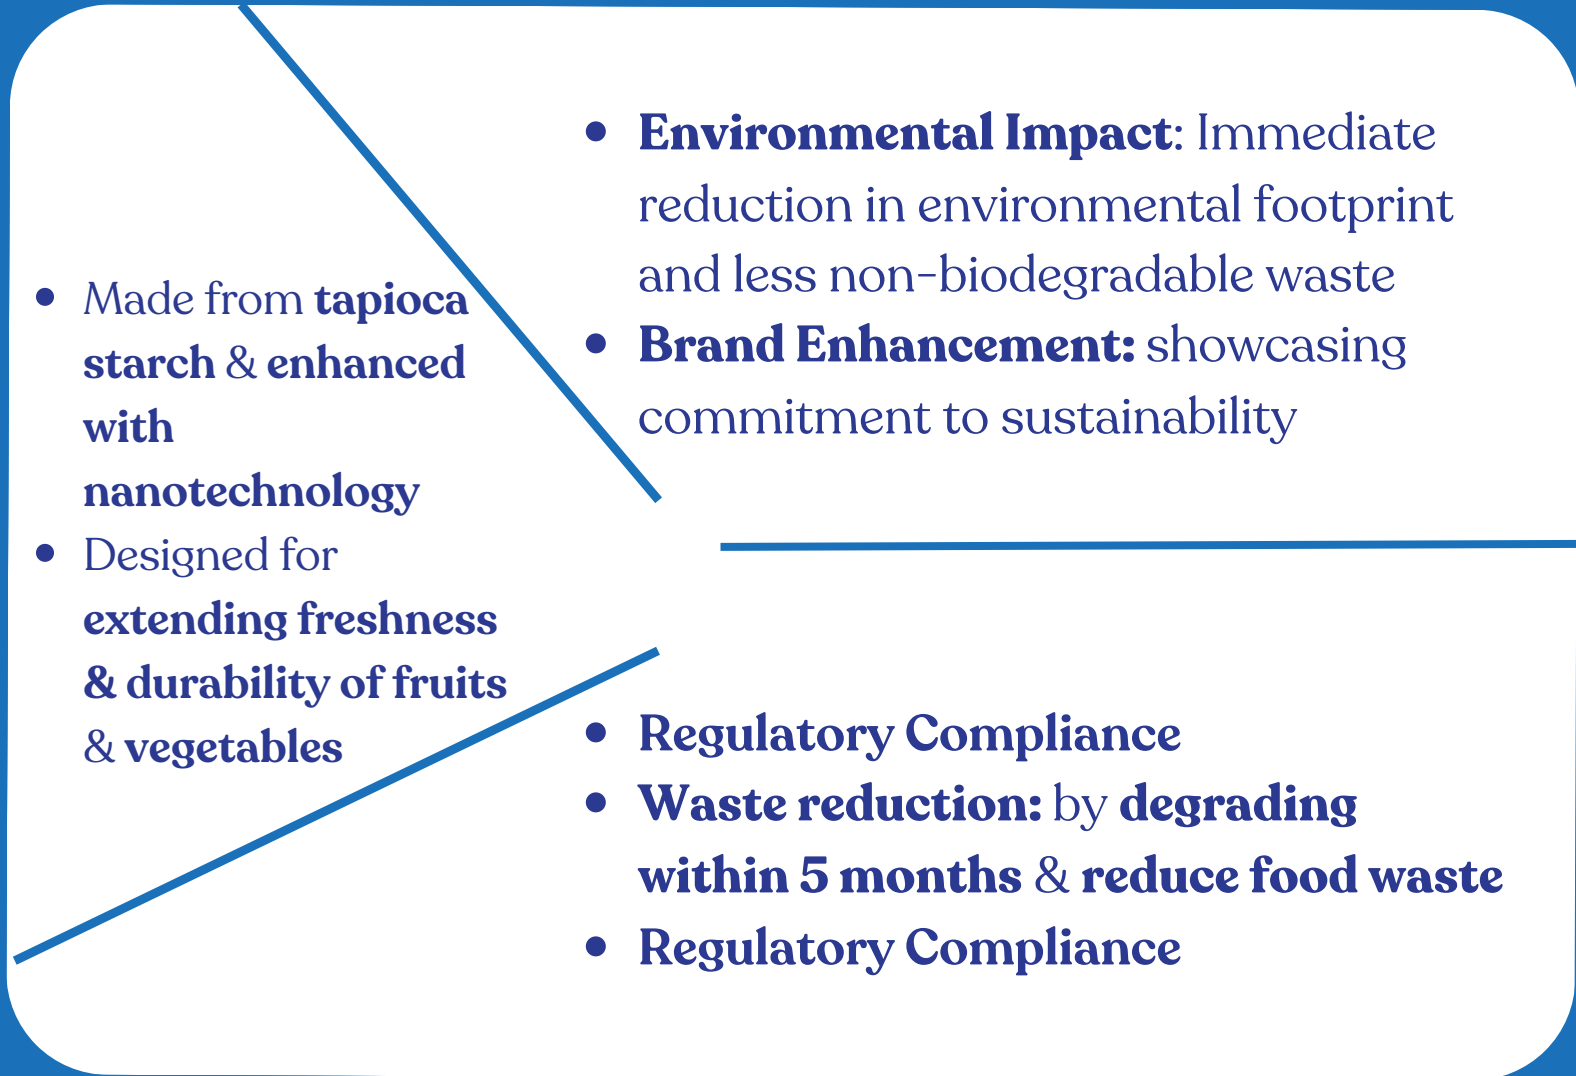 Made from tapioca
starch & enhanced
with
nanotechnology
Designed for
extending freshness
& durability of fruits
& vegetables
Environmental Impact: Immediate
reduction in environmental footprint
and less non-biodegradable waste
Brand Enhancement: showcasing
commitment to sustainability
Regulatory Compliance
Waste reduction: by degrading
within 5 months & reduce food waste
Regulatory Compliance